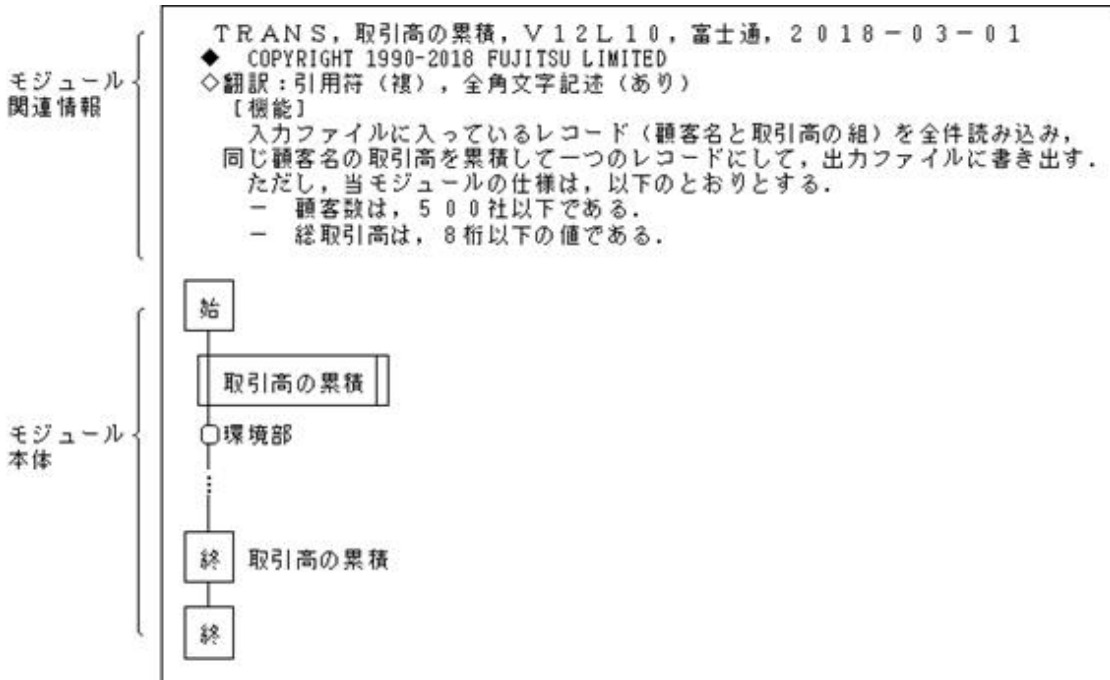 TRANS，取引高の累積，V12L10，富士通，2018－03－01
◆ COPYRIGHT 1990-2018 FUJITSU LIMITED
◇翻訳：引用符（複），全角文字記述（あり）
［機能］
入力ファイルに入っているレコード（顧客名と取引高の組）を全件読み込み，
同じ顧客名の取引高を累積して一つのレコードにして，出力ファイルに書き出す．
ただし，当モジュールの仕様は，以下のとおりとする．
－ 顧客数は，500社以下である．
－ 総取引高は，8桁以下の値である．
モジュール
関連情報
始
取引高の累積
環境部
モジュール
本体
終 取引高の累積
終